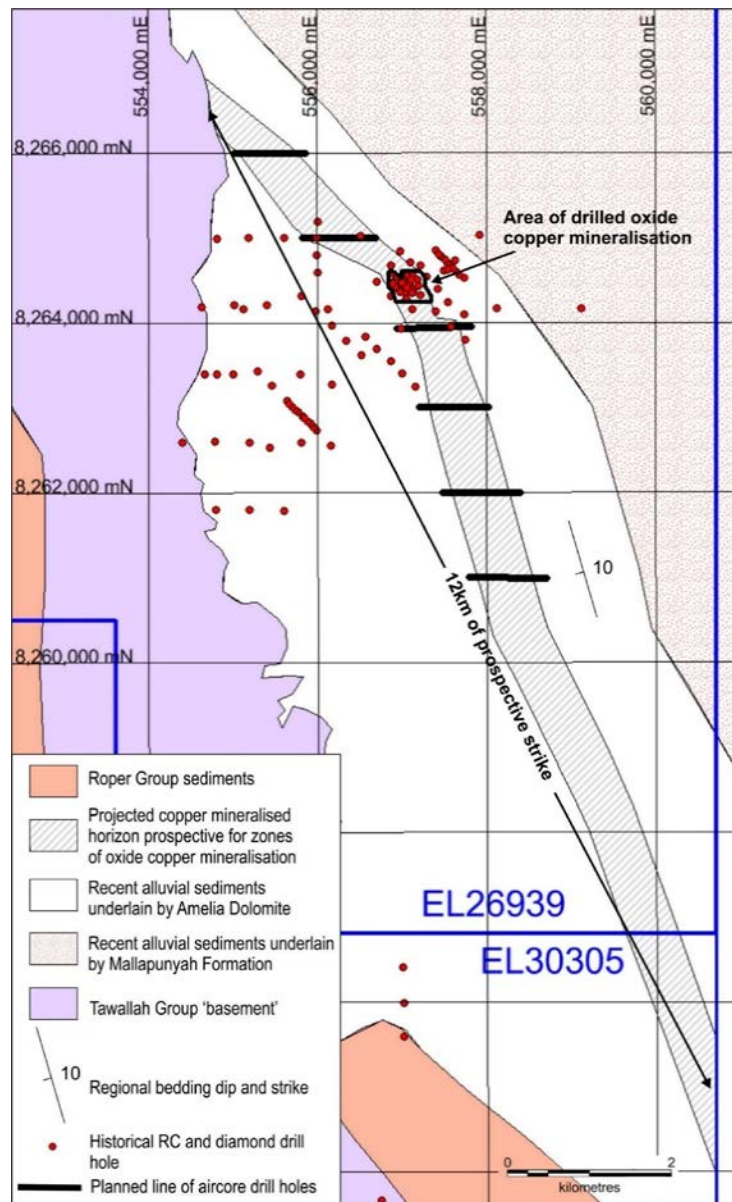 554,000 mE
556,000 mE
558,000 mE
560,000 mE
8,266,000 mN
Area of drilled oxide
copper mineralisation
8,264,000 mN
8,262,000 mN
10
12km of prospective strike
8,260,000 mN
EL26939
EL30305
Roper Group sediments
Projected copper mineralised
horizon prospective for zones
of oxide copper mineralisation
Recent alluvial sediments
underlain by Amelia Dolomite
Recent alluvial sediments underlain
by Mallapunyah Formation
Tawallah Group ‘basement’
10
Regional bedding dip and strike
Historical RC and diamond drill
hole
Planned line of aircore drill holes
0 2
kilometres